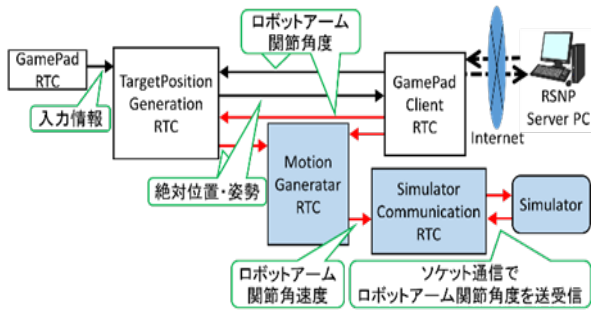 ロボットアーム
関節角度
GamePad
RTC
入力情報
TargetPosition
Generation
RTC
GamePad
Client
RTC
Internet
RSNP
Server PC
絶対位置・姿勢
Motion
Ganeratar
RTC
Simulator
Communication
RTC
Simulator
ロボットアーム
関節角速度
ソケット通信で
ロボットアーム関節角度を送受信